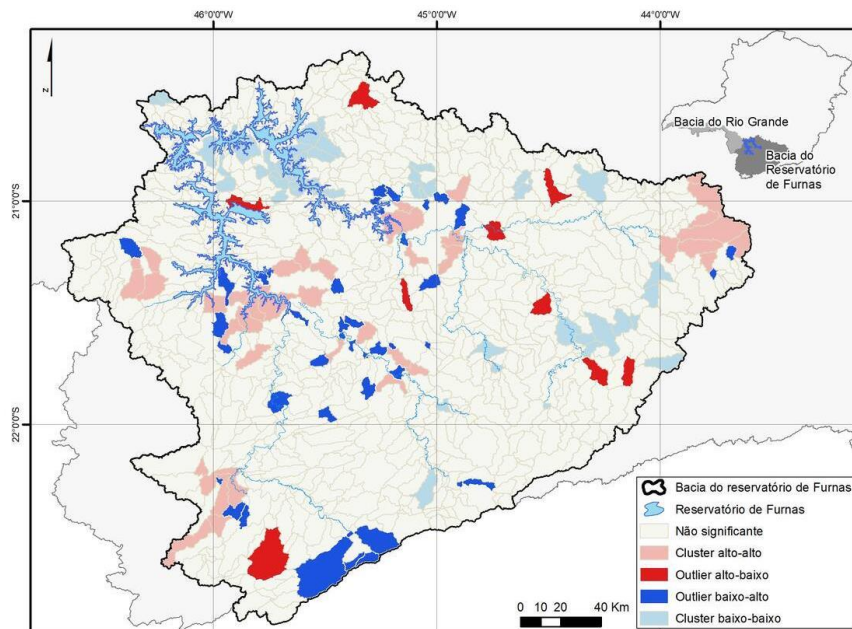 46°0'0"W
45°0'0"W
44°0'0"W
N
Bacia do Rio Grande
Bacia do
Reservatório
de Furnas
21°0'0"S
22°0'0"S
Bacia do reservatório de Furnas
Reservatório de Furnas
Não significante
Cluster alto-alto
Outlier alto-baixo
Outlier baixo-alto
Cluster baixo-baixo
0 10 20 40 Km